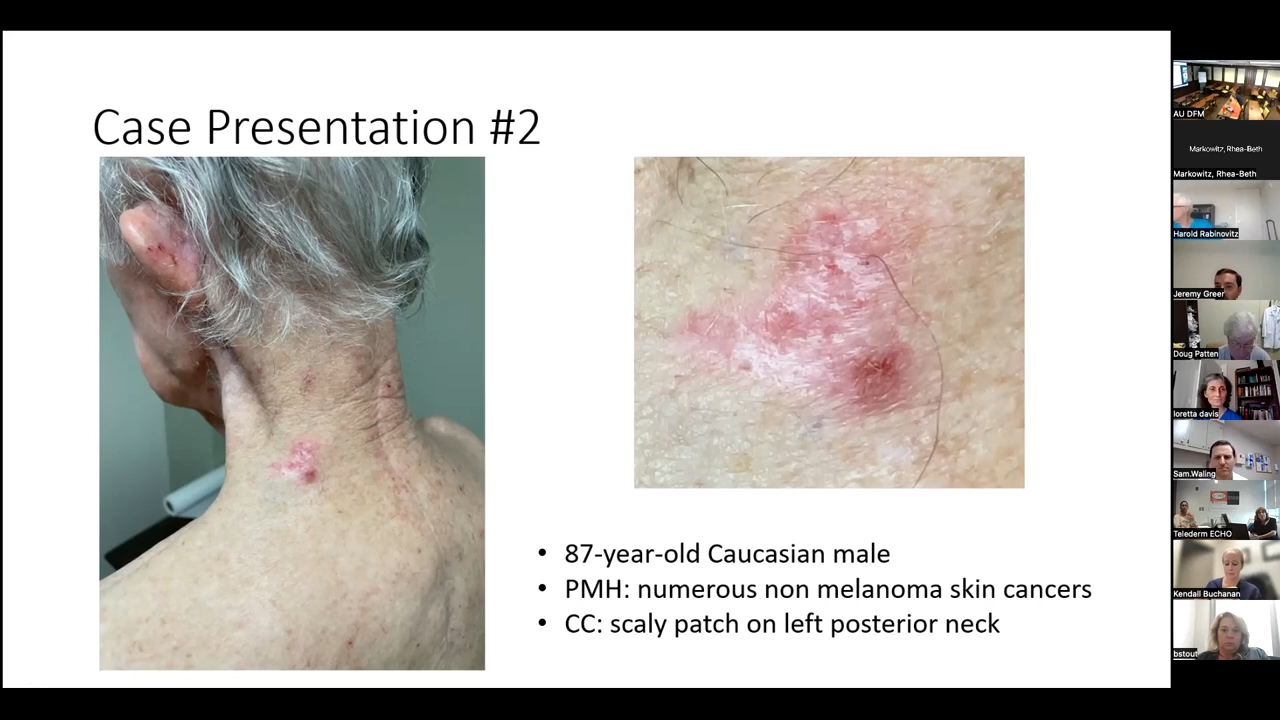 Case Presentation #2
• 87-year-old Caucasian male
• PMH: numerous non melanoma skin cancers
• CC: scaly patch on left posterior neck
AU DFM
Markowitz, Rhea-Beth
Markowitz, Rhea-Beth
Harold Rabinovitz
Jeremy Greer
Doug Patten
loretta davis
Sam.Waling
Telederm ECHO
Kendall Buchanan
bstout